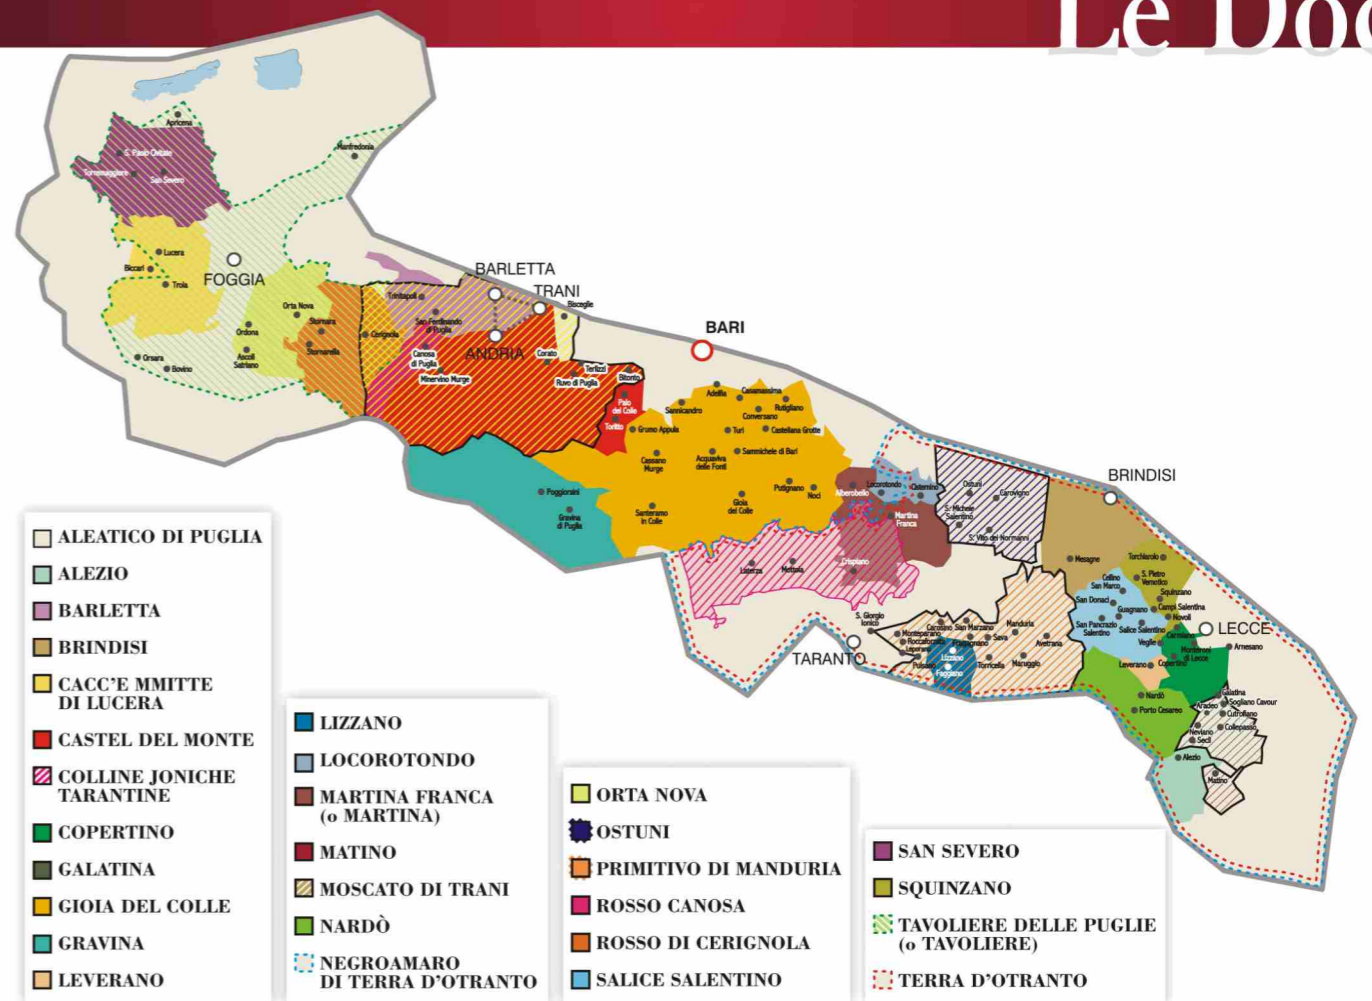 Le Doc
Apricena
S. Paolo Civitate
Torremaggiore
San Severo
Manfredonia
Lucera
Biccari
Troia
FOGGIA
Orta Nova
Ordona
Stornara
Stornarella
Ascoli
Satriano
Orsara
Bovino
BARLETTA
TRANI
Bisceglie
Trinitapoli
San Ferdinando
di Puglia
Cerignola
ANDRIA
Canosa
di Puglia
Minervino Murge
Corato
Terlizzi
Ruvo di Puglia
Bitonto
BARI
Palo
del Colle
Toritto
Grumo Appula
Sannicandro
Adelfia
Casamassima
Rutigliano
Conversano
Turi
Castellana Grotte
Cassano
Murge
Acquaviva
delle Fonti
Sammichele di Bari
Putignano
Noci
Gioia
del Colle
Santeramo
in Colle
Poggiorsini
Gravina
di Puglia
Alberobello
Locorotondo
Cisternino
Martina
Franca
Ostuni
Carovigno
S. Michele
Salentino
S. Vito dei Normanni
BRINDISI
Laterza
Mottola
Crispiano
Mesagne
Torchiarolo
Cellino
San Marco
S. Pietro
Vernotico
Squinzano
San Donaci
Guagnano
Campi Salentina
San Pancrazio
Salentino
Salice Salentino
Novoli
Carmiano
Veglie
LECCE
Monteroni
di Lecce
Arnesano
Leverano
Copertino
S. Giorgio
Ionico
TARANTO
Monteparano
Roccaforzata
Leporano
Pulsano
Carosino
San Marzano
Fragagnano
Lizzano
Faggiano
Sava
Torricella
Manduria
Maruggio
Avetrana
Nardò
Porto Cesareo
Galatina
Sogliano Cavour
Aradeo
Cutrofiano
Neviano
Collepasso
Seclì
Alezio
Matino
ALEATICO DI PUGLIA
ALEZIO
BARLETTA
BRINDISI
CACC'E MMITTE
DI LUCERA
CASTEL DEL MONTE
COLLINE JONICHE
TARANTINE
COPERTINO
GALATINA
GIOIA DEL COLLE
GRAVINA
LEVERANO
LIZZANO
LOCOROTONDO
MARTINA FRANCA
(o MARTINA)
MATINO
MOSCATO DI TRANI
NARDÒ
NEGROAMARO
DI TERRA D'OTRANTO
ORTA NOVA
OSTUNI
PRIMITIVO DI MANDURIA
ROSSO CANOSA
ROSSO DI CERIGNOLA
SALICE SALENTINO
SAN SEVERO
SQUINZANO
TAVOLIERE DELLE PUGLIE
(o TAVOLIERE)
TERRA D'OTRANTO